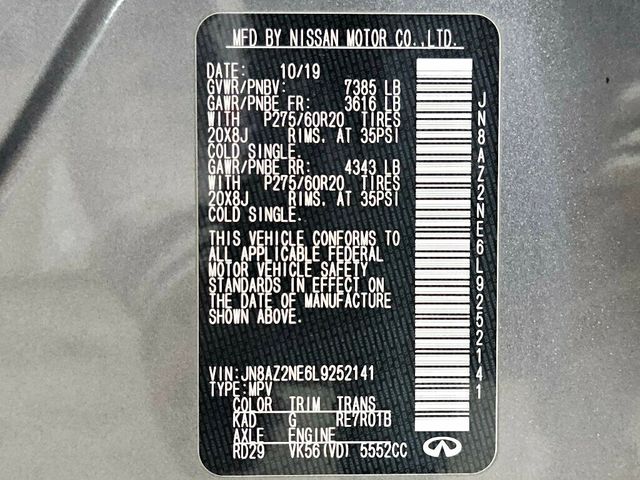 MFD BY NISSAN MOTOR CO.,LTD.
DATE: 10/19
GVWR/PNBV: 7385 LB
GAWR/PNBE FR: 3616 LB
WITH P275/60R20 TIRES
20X8J RIMS, AT 35PSI
COLD SINGLE.
GAWR/PNBE RR: 4343 LB
WITH P275/60R20 TIRES
20X8J RIMS, AT 35PSI
COLD SINGLE.
THIS VEHICLE CONFORMS TO
ALL APPLICABLE FEDERAL
MOTOR VEHICLE SAFETY
STANDARDS IN EFFECT ON
THE DATE OF MANUFACTURE
SHOWN ABOVE.
VIN:JN8AZ2NE6L9252141
TYPE:MPV
COLOR TRIM TRANS
KAD G RE7R01B
AXLE ENGINE
RD29 VK56(VD) 5552CC
JN8AZ2NE6L9252141